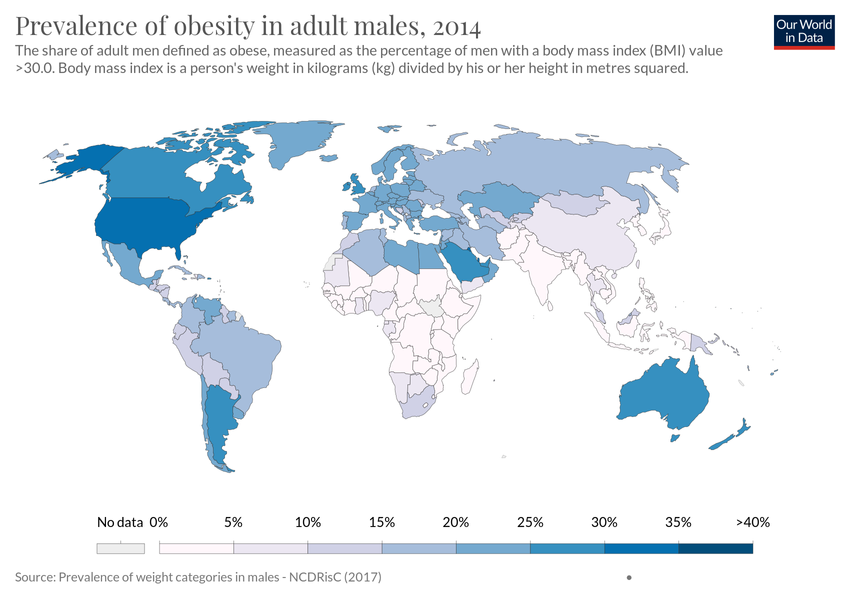 Prevalence of obesity in adult males, 2014
Our World
in Data
The share of adult men defined as obese, measured as the percentage of men with a body mass index (BMI) value
>30.0. Body mass index is a person's weight in kilograms (kg) divided by his or her height in metres squared.
No data 0% 5% 10% 15% 20% 25% 30% 35% >40%
Source: Prevalence of weight categories in males - NCDRisC (2017)